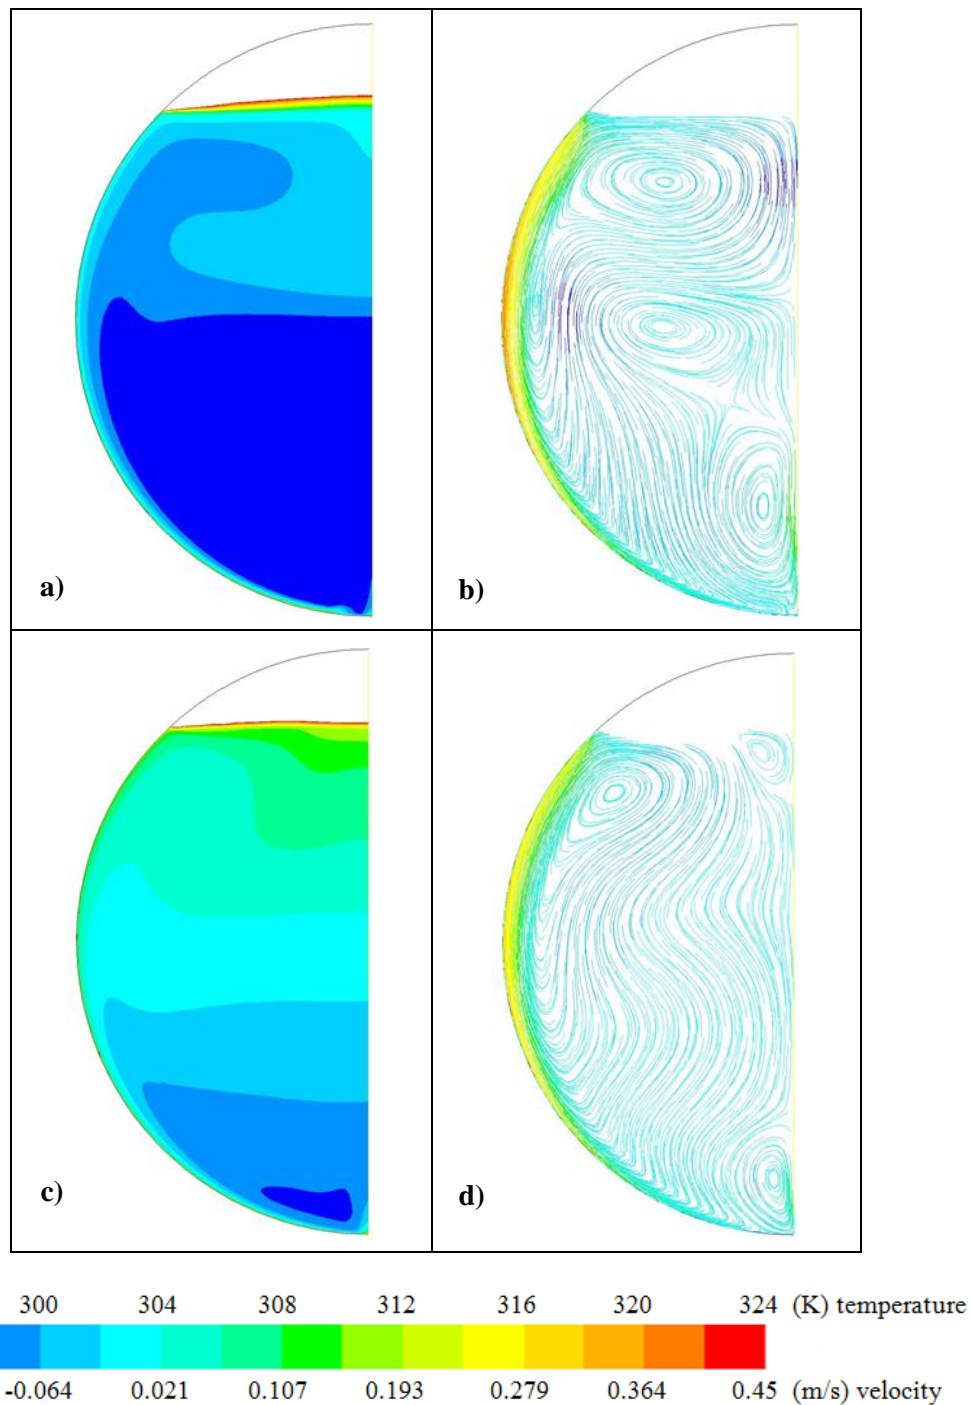 a)
b)
c)
d)
300 304 308 312 316 320 324 (K) temperature
-0.064 0.021 0.107 0.193 0.279 0.364 0.45 (m/s) velocity